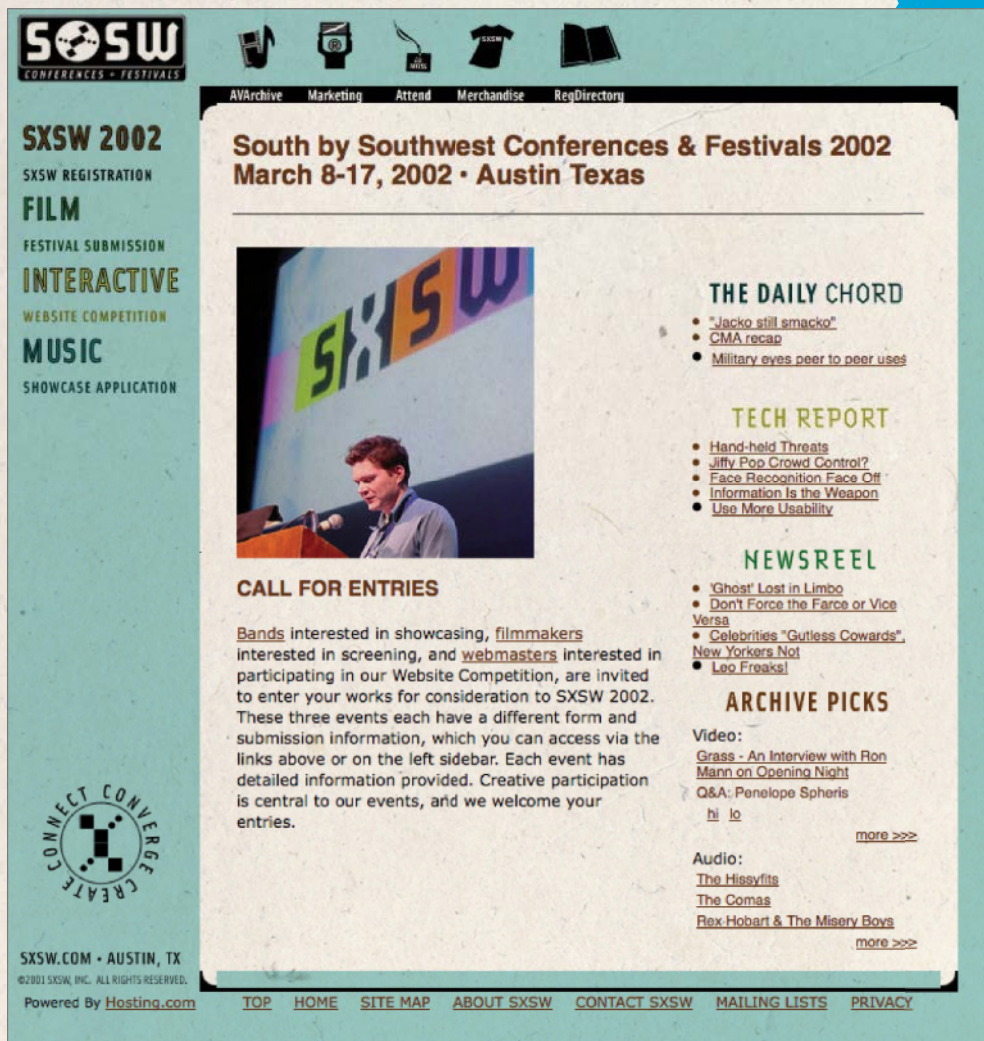 SXSW
CONFERENCES + FESTIVALS
AVArchive Marketing Attend Merchandise RegDirectory
SXSW
SXSW 2002
SXSW REGISTRATION
FILM
FESTIVAL SUBMISSION
INTERACTIVE
WEBSITE COMPETITION
MUSIC
SHOWCASE APPLICATION
South by Southwest Conferences & Festivals 2002
March 8-17, 2002 • Austin Texas
SXSW
CALL FOR ENTRIES
Bands interested in showcasing, filmmakers
interested in screening, and webmasters interested in
participating in our Website Competition, are invited
to enter your works for consideration to SXSW 2002.
These three events each have a different form and
submission information, which you can access via the
links above or on the left sidebar. Each event has
detailed information provided. Creative participation
is central to our events, and we welcome your
entries.
THE DAILY CHORD
• "Jacko still smacko"
• CMA recap
• Military eyes peer to peer uses
TECH REPORT
• Hand-held Threats
• Jiffy Pop Crowd Control?
• Face Recognition Face Off
• Information Is the Weapon
• Use More Usability
NEWSREEL
• 'Ghost' Lost in Limbo
• Don't Force the Farce or Vice
Versa
• Celebrities "Gutless Cowards",
New Yorkers Not
• Leo Freaks!
ARCHIVE PICKS
Video:
Grass - An Interview with Ron
Mann on Opening Night
Q&A: Penelope Spheris
hi lo
more >>>
Audio:
The Hissyfits
The Comas
Rex Hobart & The Misery Boys
more >>>
CONNECT CONVERGE CREATE
SXSW.COM • AUSTIN, TX
©2001 SXSW, INC. ALL RIGHTS RESERVED.
Powered By Hosting.com
TOP HOME SITE MAP ABOUT SXSW CONTACT SXSW MAILING LISTS PRIVACY